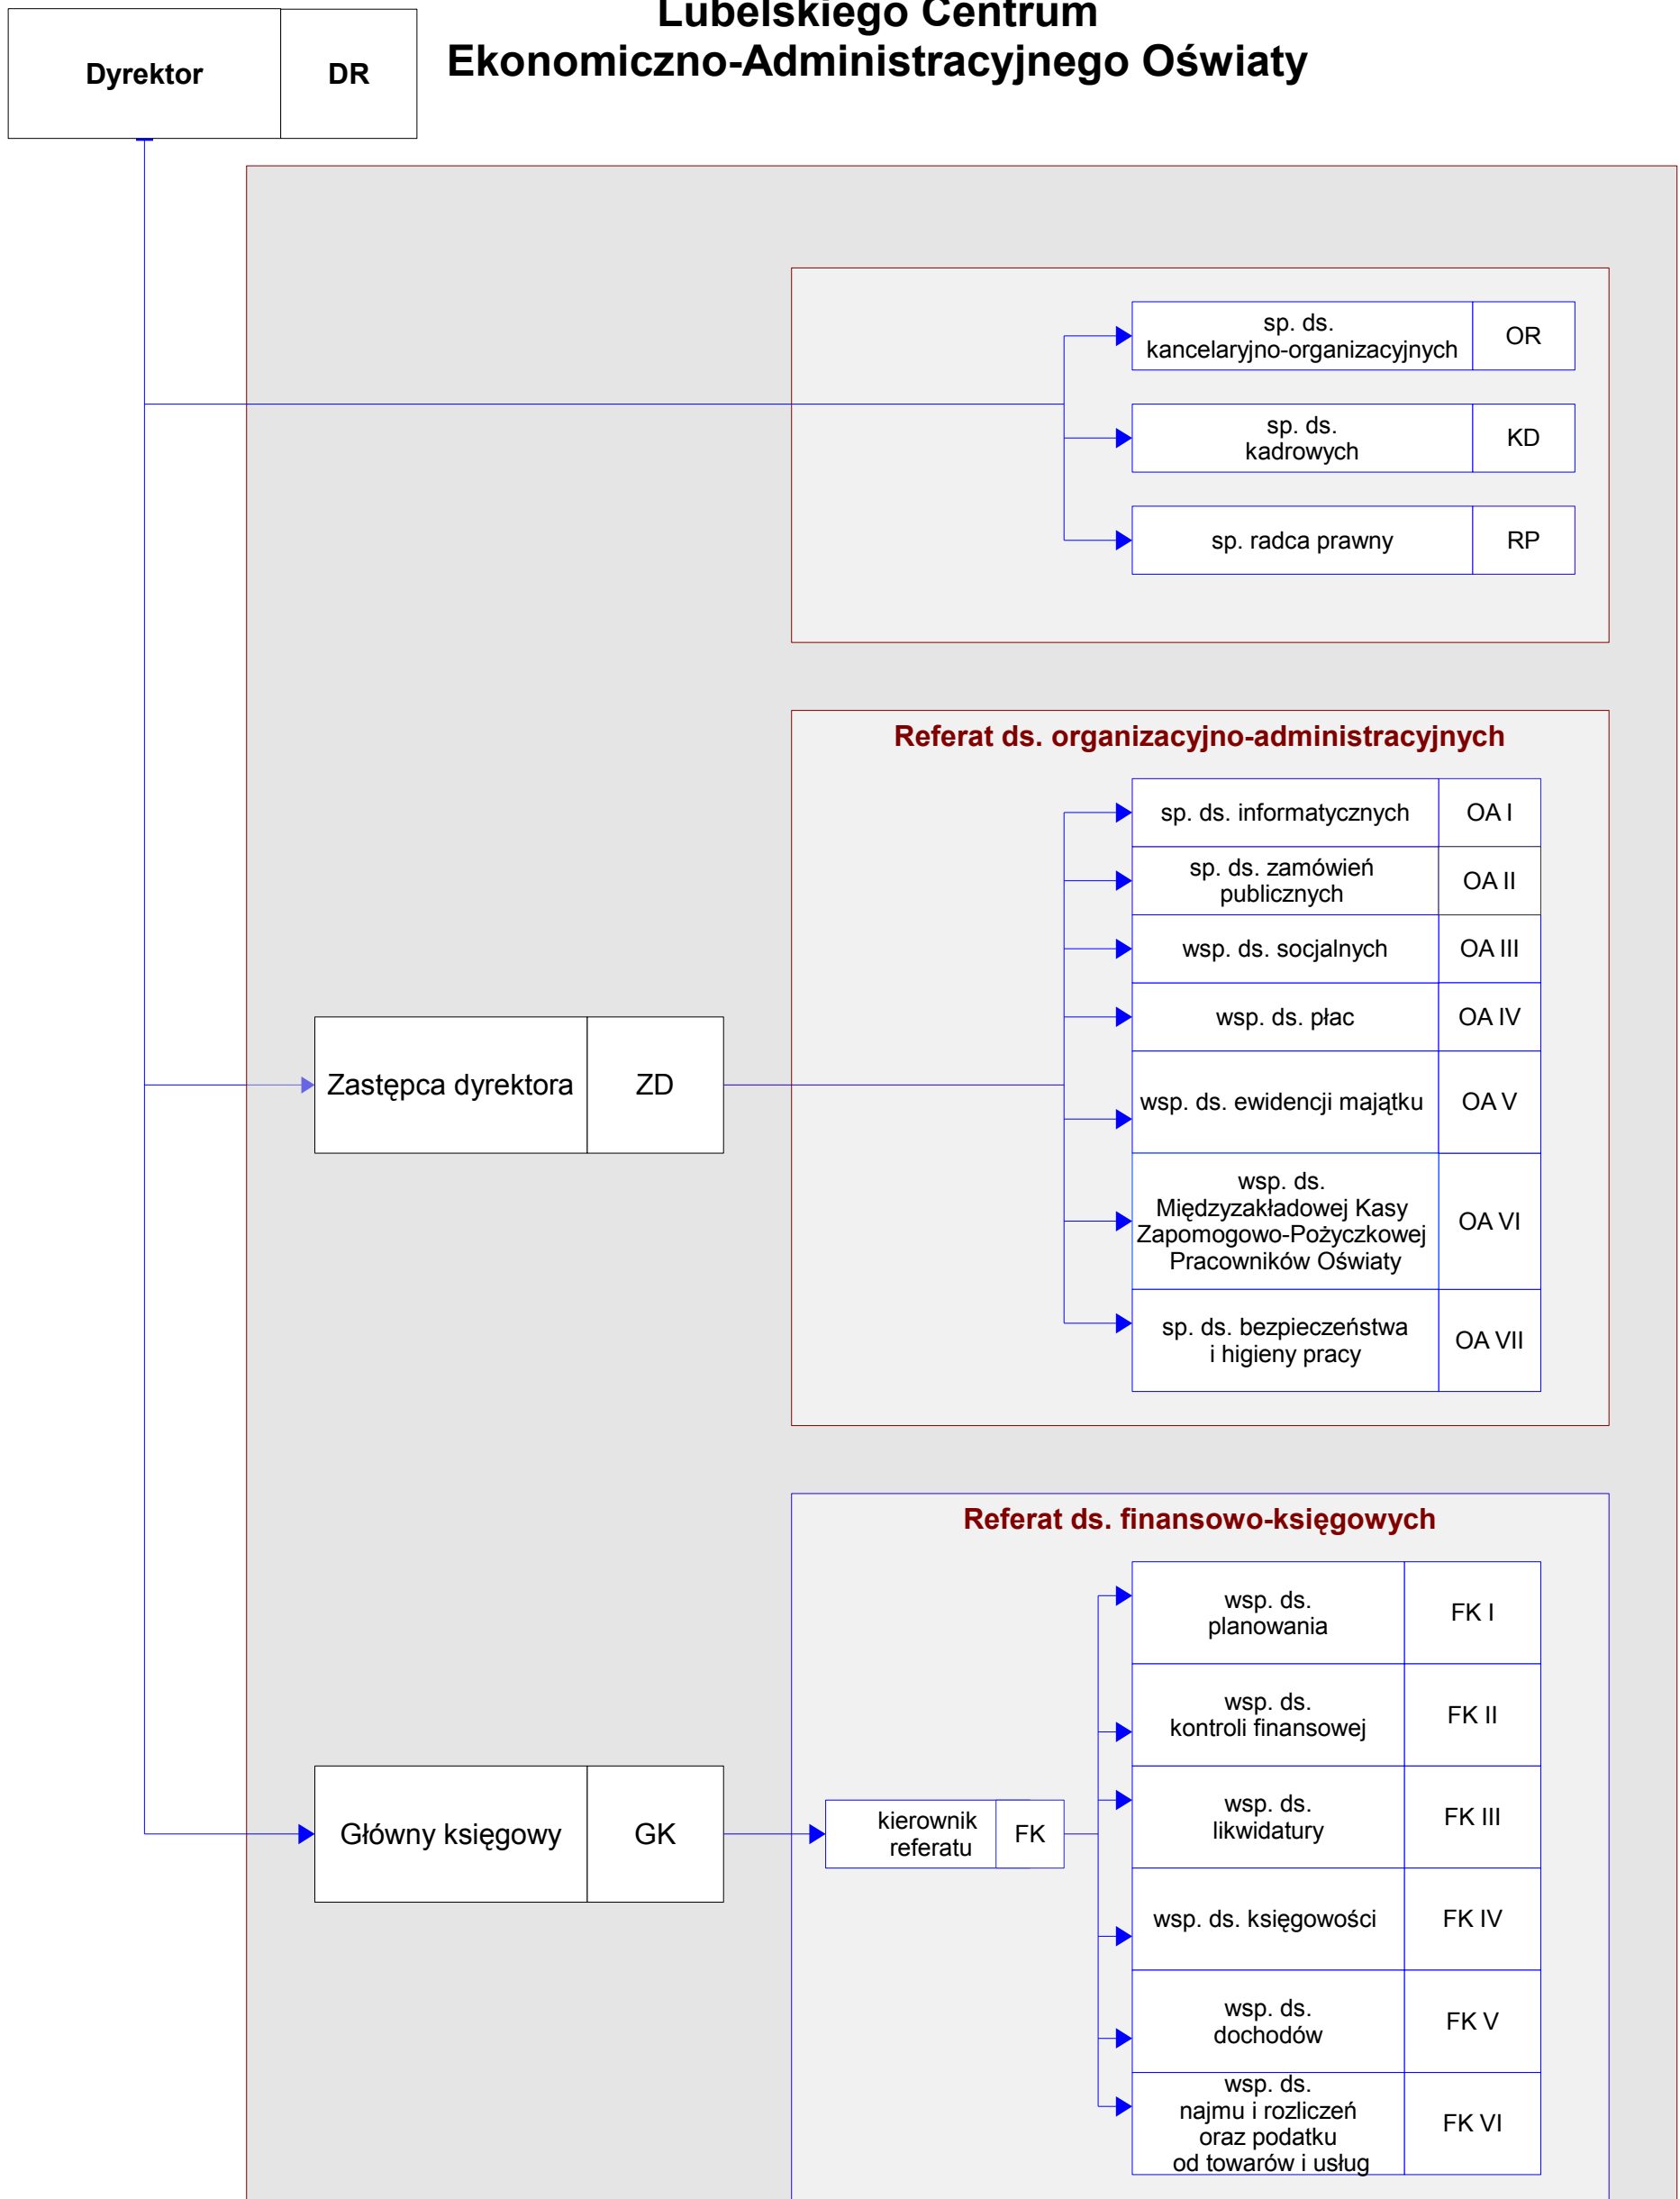 Lubelskiego Centrum
Ekonomiczno-Administracyjnego Oświaty
Dyrektor
DR
sp. ds.
kancelaryjno-organizacyjnych
OR
sp. ds.
kadrowych
KD
sp. radca prawny
RP
Referat ds. organizacyjno-administracyjnych
sp. ds. informatycznych
OA I
sp. ds. zamówień
publicznych
OA II
wsp. ds. socjalnych
OA III
wsp. ds. płac
OA IV
Zastępca dyrektora
ZD
wsp. ds. ewidencji majątku
OA V
wsp. ds.
Międzyzakładowej Kasy
Zapomogowo-Pożyczkowej
Pracowników Oświaty
OA VI
sp. ds. bezpieczeństwa
i higieny pracy
OA VII
Referat ds. finansowo-księgowych
wsp. ds.
planowania
FK I
wsp. ds.
kontroli finansowej
FK II
Główny księgowy
GK
kierownik
referatu
FK
wsp. ds.
likwidatury
FK III
wsp. ds. księgowości
FK IV
wsp. ds.
dochodów
FK V
wsp. ds.
najmu i rozliczeń
oraz podatku
od towarów i usług
FK VI